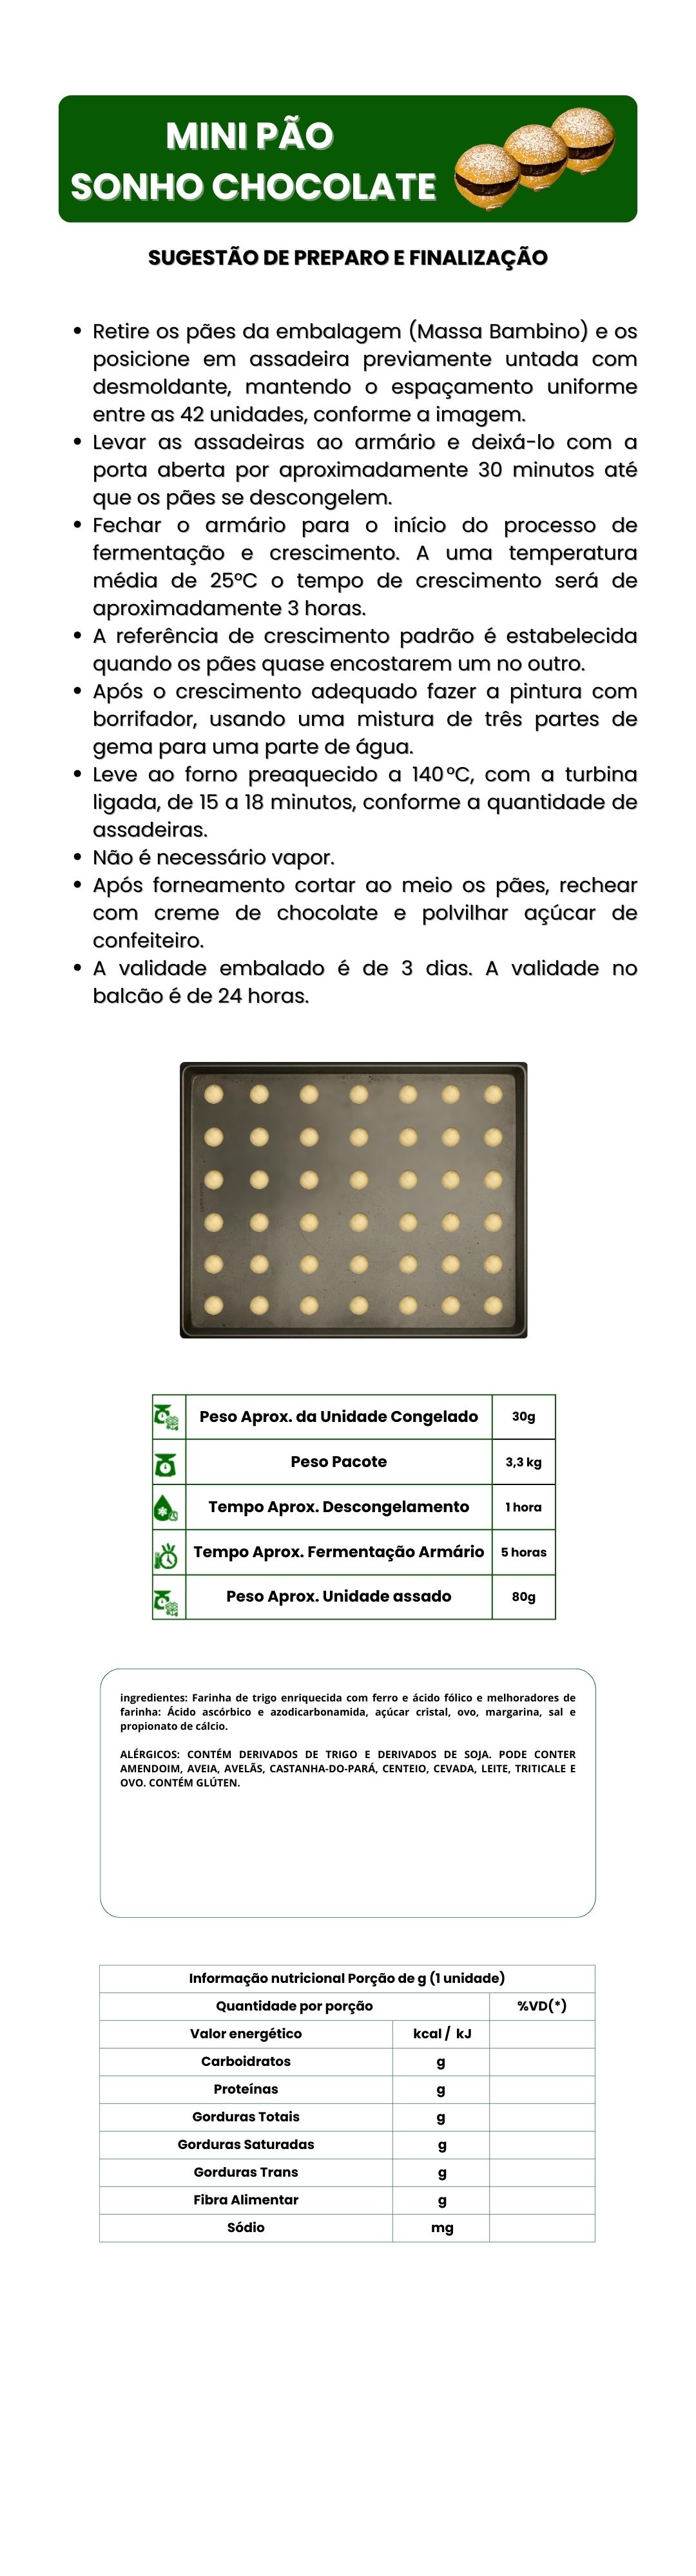 MINI PÃO
SONHO CHOCOLATE
SUGESTÃO DE PREPARO E FINALIZAÇÃO
• Retire os pães da embalagem (Massa Bambino) e os
posicione em assadeira previamente untada com
desmoldante, mantendo o espaçamento uniforme
entre as 42 unidades, conforme a imagem.
• Levar as assadeiras ao armário e deixá-lo com a
porta aberta por aproximadamente 30 minutos até
que os pães se descongelem.
• Fechar o armário para o início do processo de
fermentação e crescimento. A uma temperatura
média de 25ºC o tempo de crescimento será de
aproximadamente 3 horas.
• A referência de crescimento padrão é estabelecida
quando os pães quase encostarem um no outro.
• Após o crescimento adequado fazer a pintura com
borrifador, usando uma mistura de três partes de
gema para uma parte de água.
• Leve ao forno preaquecido a 140ºC, com a turbina
ligada, de 15 a 18 minutos, conforme a quantidade de
assadeiras.
• Não é necessário vapor.
• Após forneamento cortar ao meio os pães, rechear
com creme de chocolate e polvilhar açúcar de
confeiteiro.
• A validade embalado é de 3 dias. A validade no
balcão é de 24 horas.
Peso Aprox. da Unidade Congelado 30g
Peso Pacote 3,3 kg
Tempo Aprox. Descongelamento 1 hora
Tempo Aprox. Fermentação Armário 5 horas
Peso Aprox. Unidade assado 80g
ingredientes: Farinha de trigo enriquecida com ferro e ácido fólico e melhoradores de
farinha: Ácido ascórbico e azodicarbonamida, açúcar cristal, ovo, margarina, sal e
propionato de cálcio.
ALÉRGICOS: CONTÉM DERIVADOS DE TRIGO E DERIVADOS DE SOJA. PODE CONTER
AMENDOIM, AVEIA, AVELÃS, CASTANHA-DO-PARÁ, CENTEIO, CEVADA, LEITE, TRITICALE E
OVO. CONTÉM GLÚTEN.
Informação nutricional Porção de g (1 unidade)
Quantidade por porção %VD(*)
Valor energético kcal / kJ
Carboidratos g
Proteínas g
Gorduras Totais g
Gorduras Saturadas g
Gorduras Trans g
Fibra Alimentar g
Sódio mg